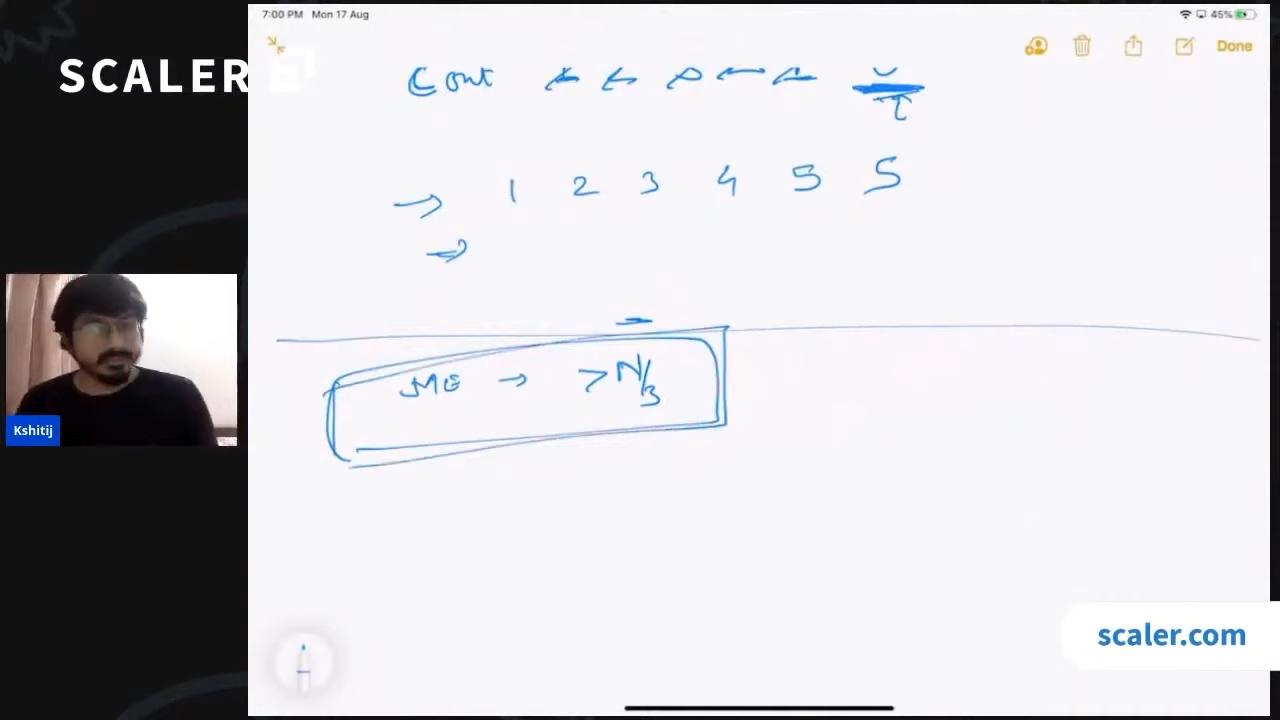 7:00 PM Mon 17 Aug
45%
SCALER
Done
Cont
→ 1 2 3 4 5 5
ME → > N/3
Kshitij
scaler.com